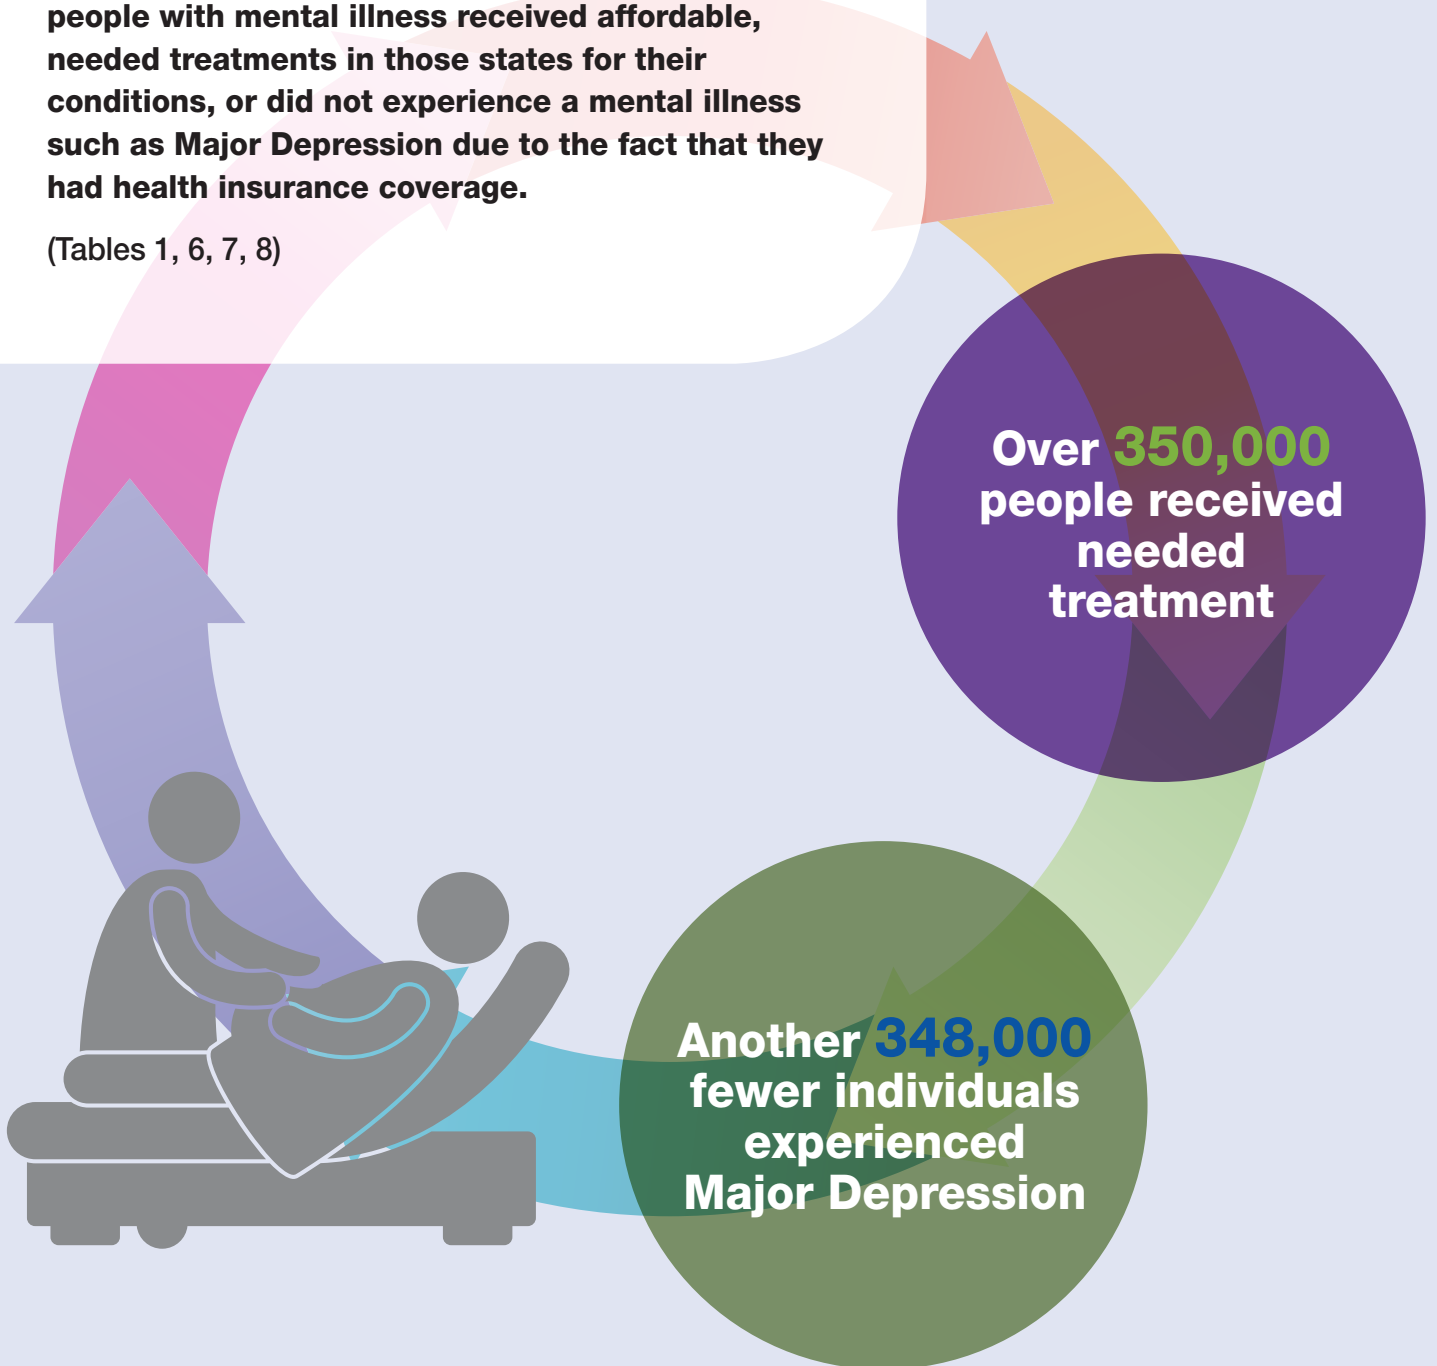 people with mental illness received affordable,
needed treatments in those states for their
conditions, or did not experience a mental illness
such as Major Depression due to the fact that they
had health insurance coverage.
(Tables 1, 6, 7, 8)
Over 350,000
people received
needed
treatment
Another 348,000
fewer individuals
experienced
Major Depression